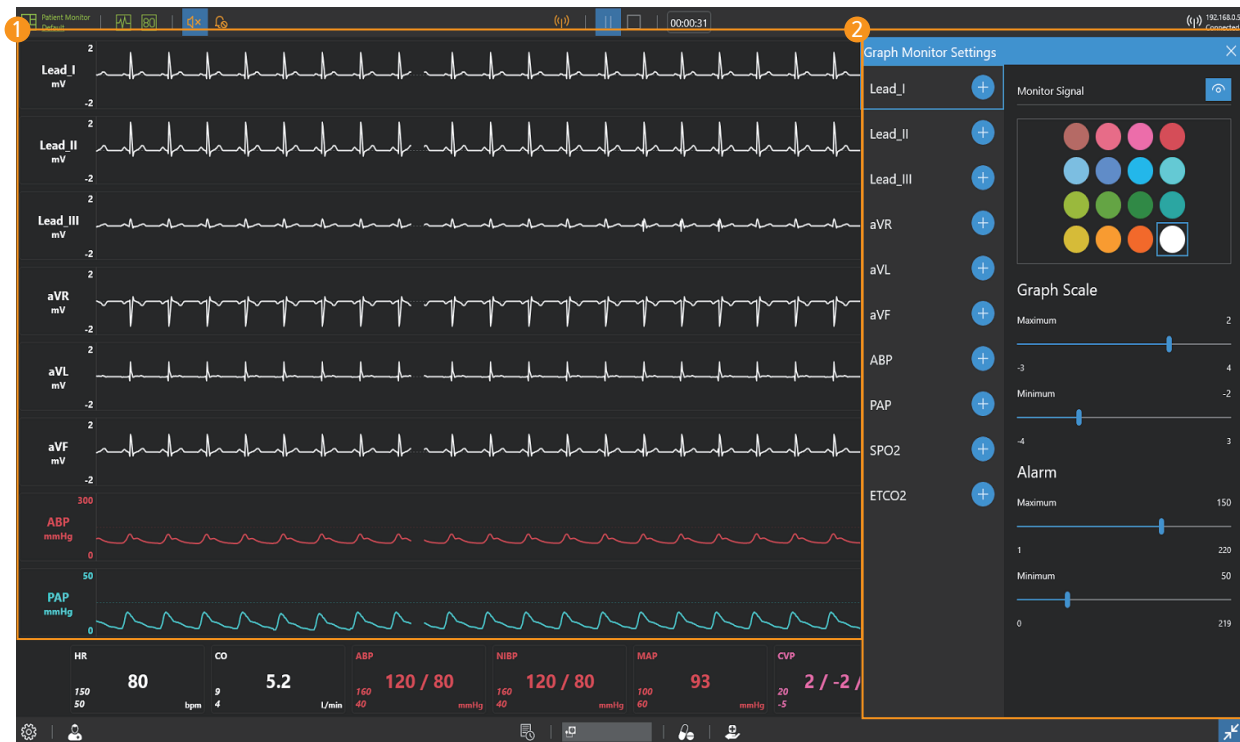 1
Patient Monitor
Default
80
00:00:31
192.168.0.5
Connected
2
Lead_I
mV
2
-2
Lead_II
mV
2
-2
Lead_III
mV
2
-2
aVR
mV
2
-2
aVL
mV
2
-2
aVF
mV
2
-2
ABP
mmHg
300
0
PAP
mmHg
50
0
Graph Monitor Settings
Lead_I
Lead_II
Lead_III
aVR
aVL
aVF
ABP
PAP
SPO2
ETCO2
Monitor Signal
Graph Scale
Maximum 2
-3 4
Minimum -2
-4 3
Alarm
Maximum 150
1 220
Minimum 50
0 219
HR
80
150
50 bpm
CO
5.2
9
4 L/min
ABP
120 / 80
160
40 mmHg
NIBP
120 / 80
160
40 mmHg
MAP
93
100
60 mmHg
CVP
2 / -2 /
20
-5